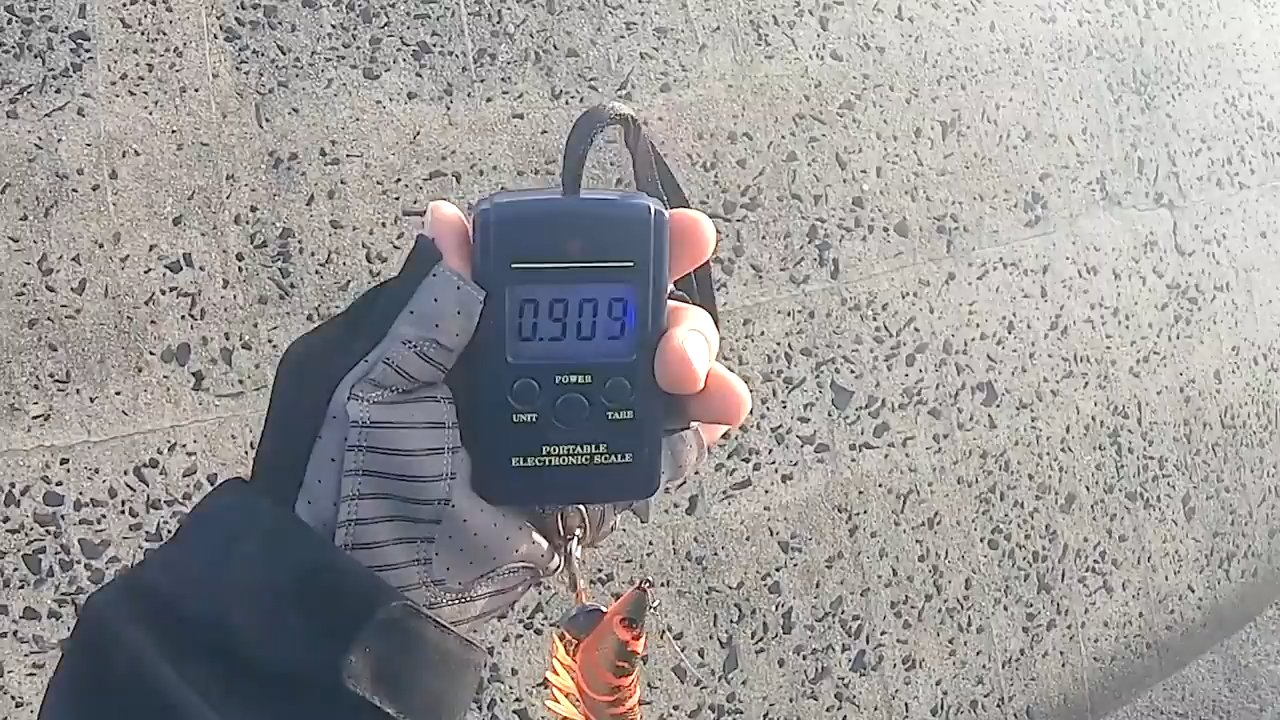 0.909
POWER
UNIT
TARE
PORTABLE
ELECTRONIC SCALE